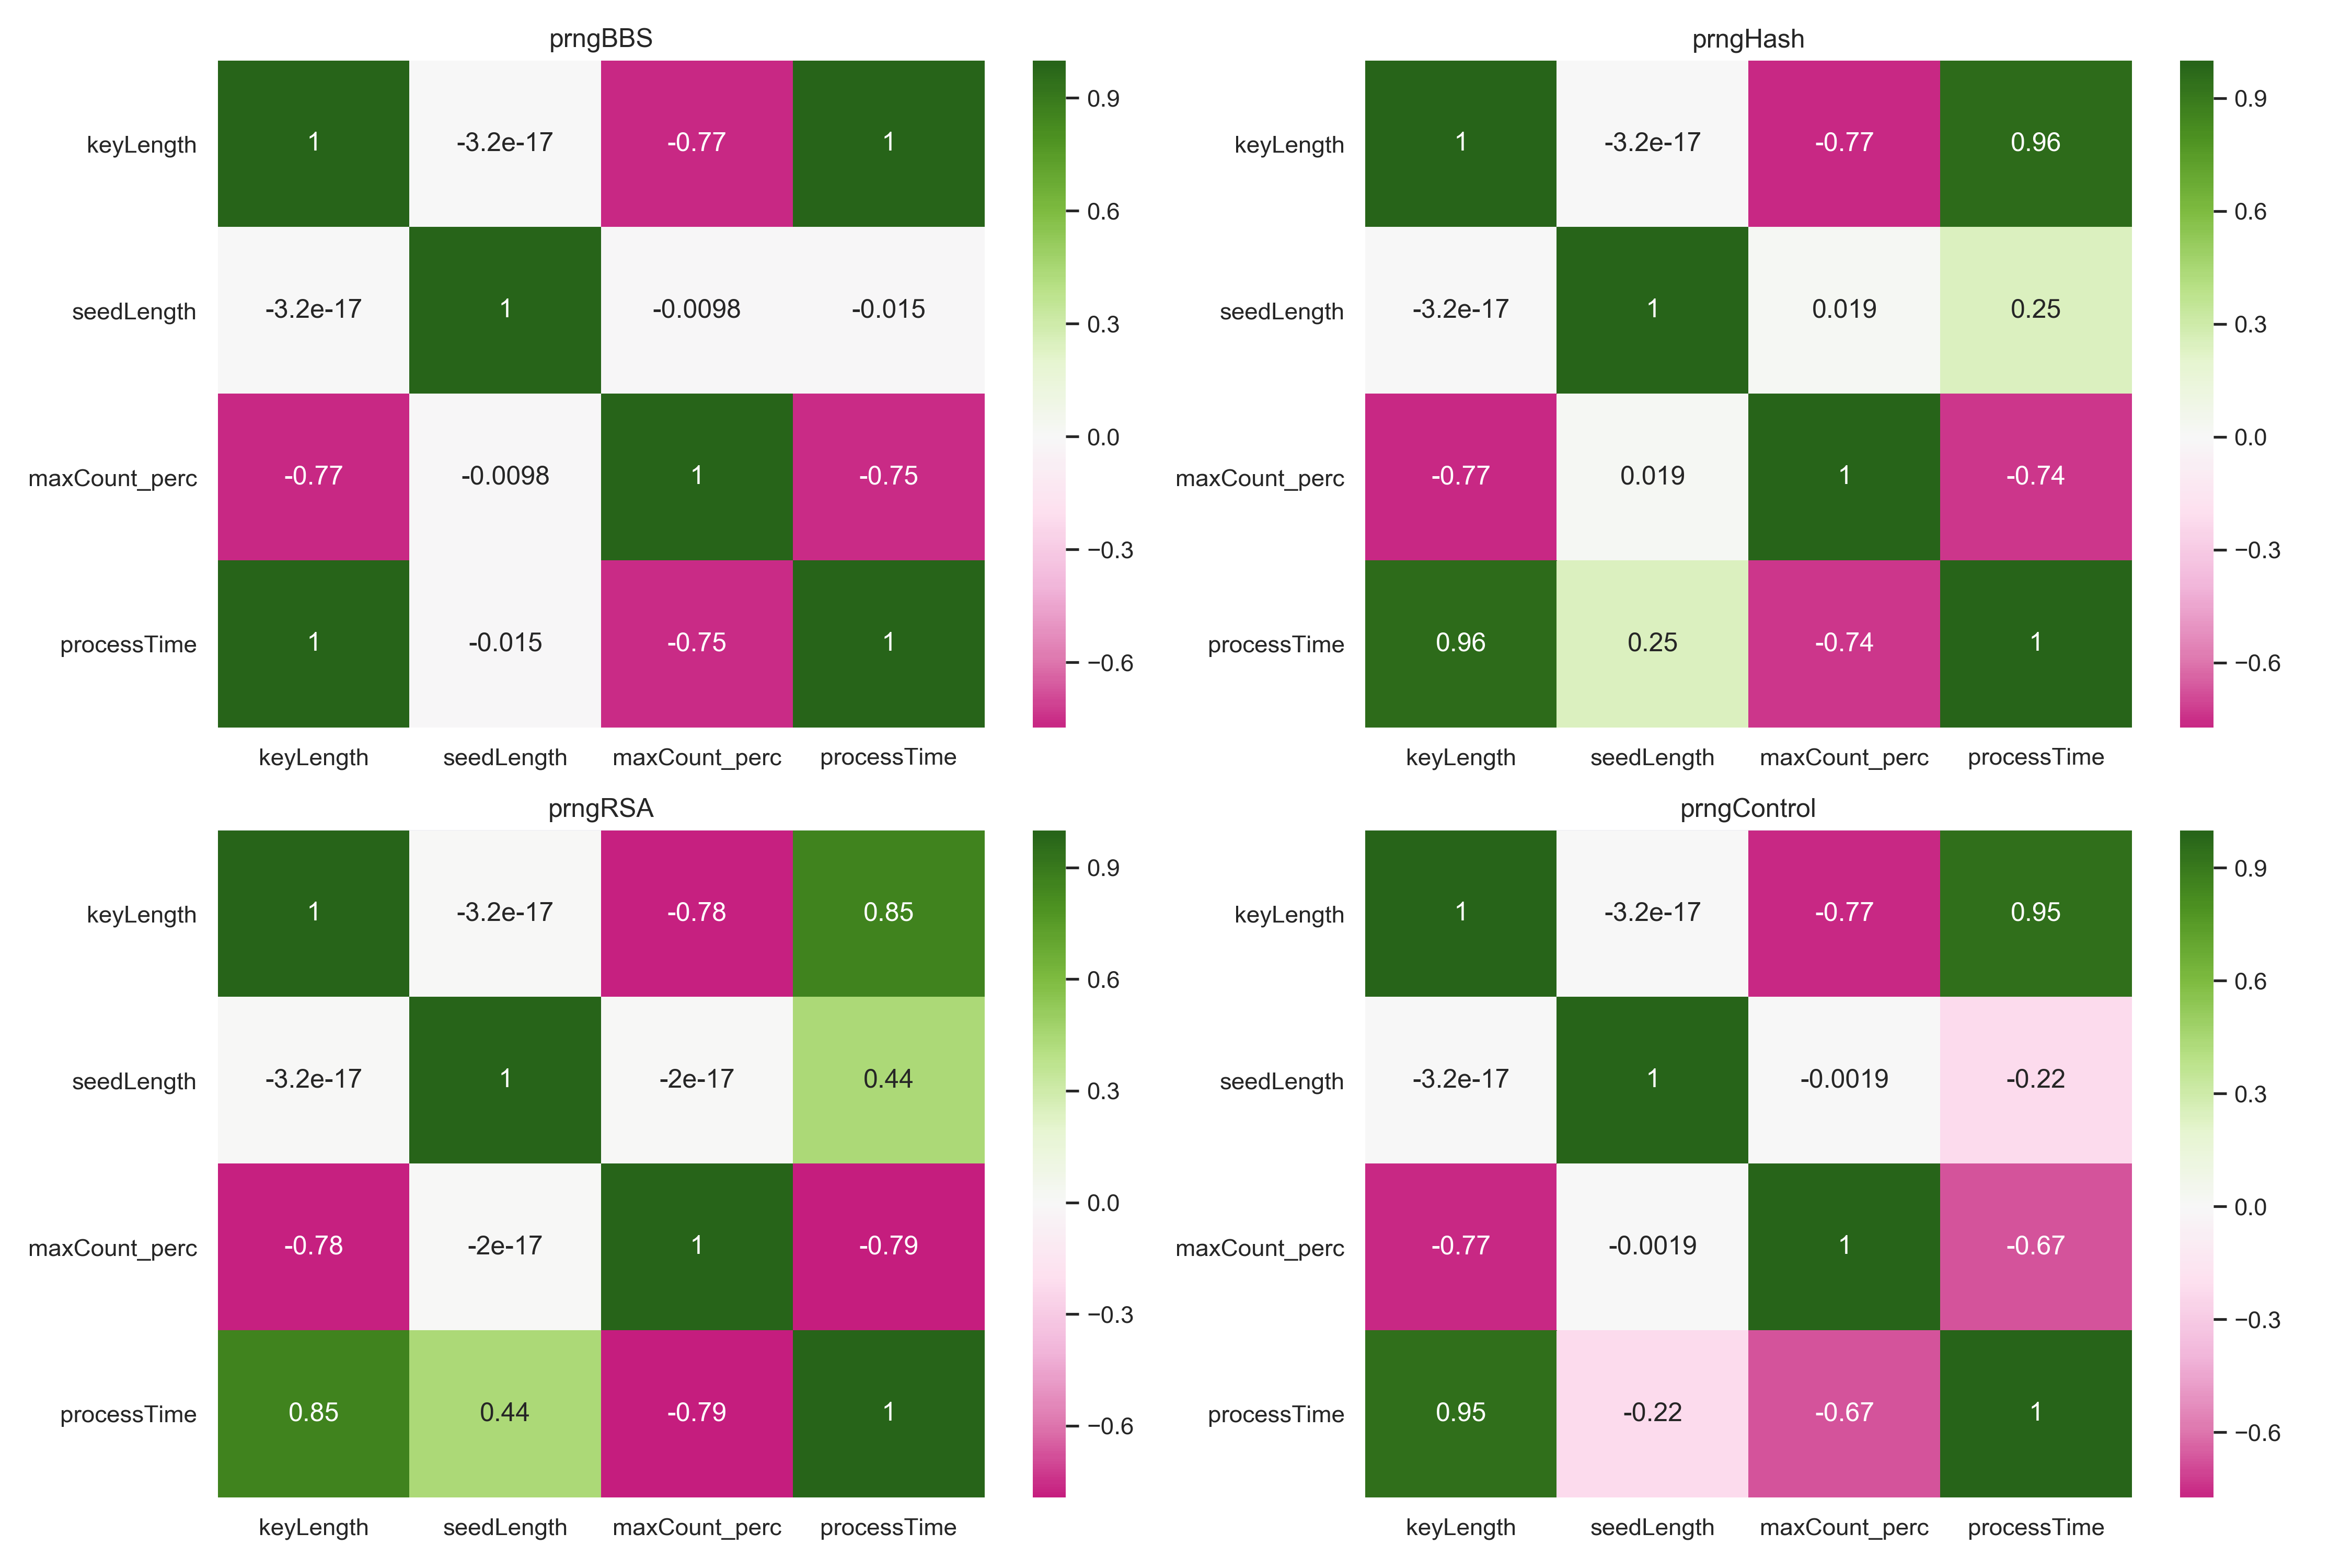 prngBBS
keyLength 1 -3.2e-17 -0.77 1
seedLength -3.2e-17 1 -0.0098 -0.015
maxCount_perc -0.77 -0.0098 1 -0.75
processTime 1 -0.015 -0.75 1
keyLength seedLength maxCount_perc processTime
0.9
0.6
0.3
0.0
−0.3
−0.6
prngHash
keyLength 1 -3.2e-17 -0.77 0.96
seedLength -3.2e-17 1 0.019 0.25
maxCount_perc -0.77 0.019 1 -0.74
processTime 0.96 0.25 -0.74 1
keyLength seedLength maxCount_perc processTime
0.9
0.6
0.3
0.0
−0.3
−0.6
prngRSA
keyLength 1 -3.2e-17 -0.78 0.85
seedLength -3.2e-17 1 -2e-17 0.44
maxCount_perc -0.78 -2e-17 1 -0.79
processTime 0.85 0.44 -0.79 1
keyLength seedLength maxCount_perc processTime
0.9
0.6
0.3
0.0
−0.3
−0.6
prngControl
keyLength 1 -3.2e-17 -0.77 0.95
seedLength -3.2e-17 1 -0.0019 -0.22
maxCount_perc -0.77 -0.0019 1 -0.67
processTime 0.95 -0.22 -0.67 1
keyLength seedLength maxCount_perc processTime
0.9
0.6
0.3
0.0
−0.3
−0.6